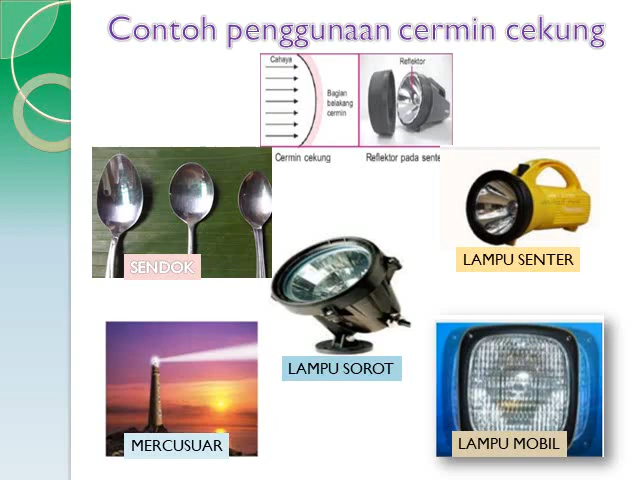 Contoh penggunaan cermin cekung
Cahaya
Reflektor
Bagian
belakang
cermin
Cermin cekung
Reflektor pada sente
SENDOK
LAMPU SENTER
LAMPU SOROT
MERCUSUAR
LAMPU MOBIL